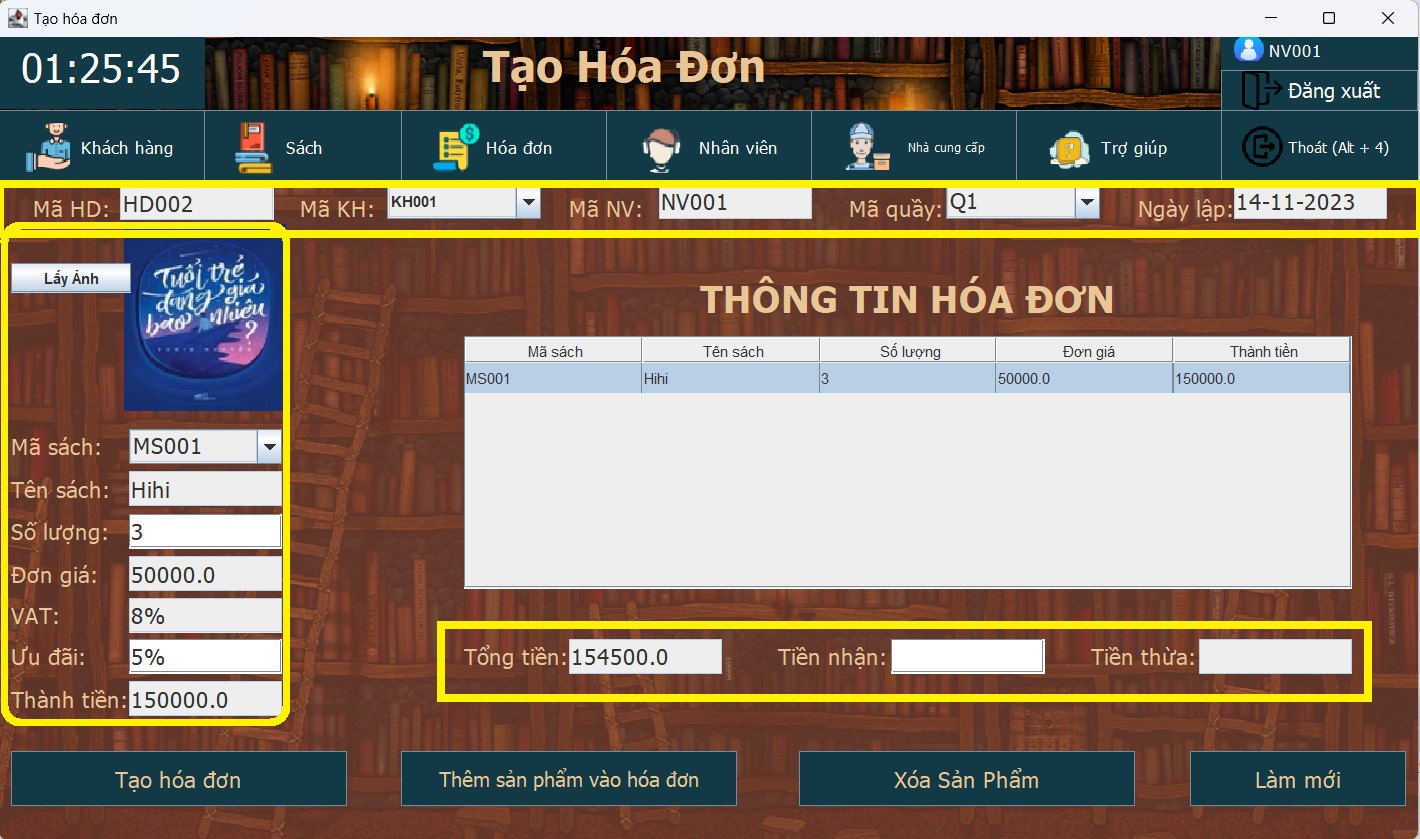 Tạo hóa đơn
01:25:45
Tạo Hóa Đơn
NV001
Đăng xuất
Khách hàng
Sách
Hóa đơn
Nhân viên
Nhà cung cấp
Trợ giúp
Thoát (Alt + 4)
Mã HD: HD002 Mã KH: KH001 Mã NV: NV001 Mã quầy: Q1 Ngày lập: 14-11-2023
Lấy Ảnh
Tuổi trẻ
đáng giá
bao nhiêu
?
Mã sách: MS001
Tên sách: Hihi
Số lượng: 3
Đơn giá: 50000.0
VAT: 8%
Ưu đãi: 5%
Thành tiền: 150000.0
THÔNG TIN HÓA ĐƠN
Mã sách Tên sách Số lượng Đơn giá Thành tiền
MS001 Hihi 3 50000.0 150000.0
Tổng tiền: 154500.0 Tiền nhận: Tiền thừa:
Tạo hóa đơn
Thêm sản phẩm vào hóa đơn
Xóa Sản Phẩm
Làm mới